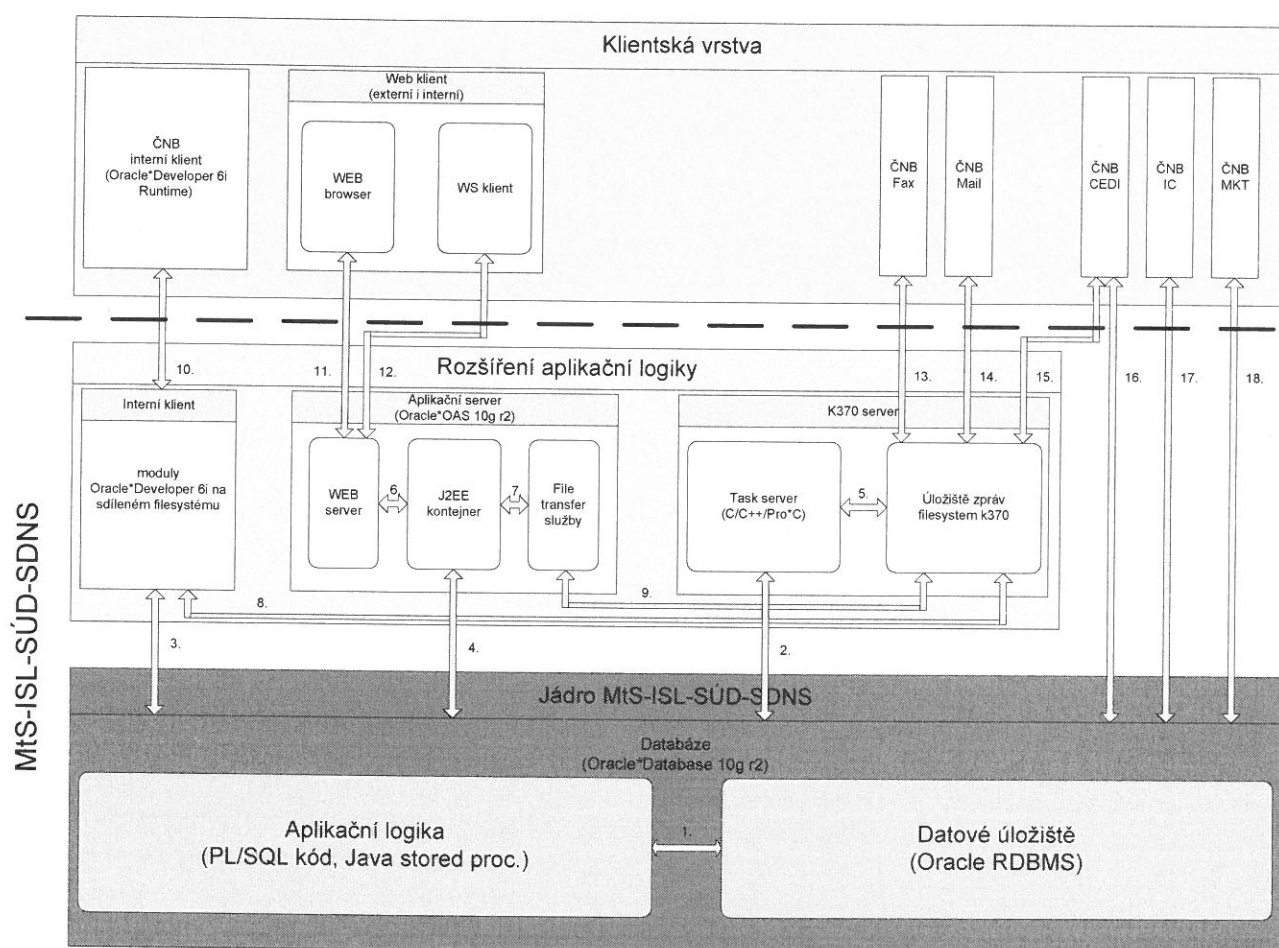 Klientská vrstva
ČNB
interní klient
(Oracle*Developer 6i
Runtime)
Web klient
(externí i interní)
WEB
browser
WS klient
ČNB
Fax
ČNB
Mail
ČNB
CEDI
ČNB
IC
ČNB
MKT
MtS-ISL-SÚD-SDNS
10.
11.
12.
13.
14.
15.
16.
17.
18.
Rozšíření aplikační logiky
Interní klient
moduly
Oracle*Developer 6i na
sdíleném filesystému
Aplikační server
(Oracle*OAS 10g r2)
WEB
server
6.
J2EE
kontejner
7.
File
transfer
služby
K370 server
Task server
(C/C++/Pro*C)
5.
Úložiště zpráv
filesystem k370
8.
9.
3.
4.
2.
Jádro MtS-ISL-SÚD-SDNS
Databáze
(Oracle*Database 10g r2)
Aplikační logika
(PL/SQL kód, Java stored proc.)
1.
Datové úložiště
(Oracle RDBMS)